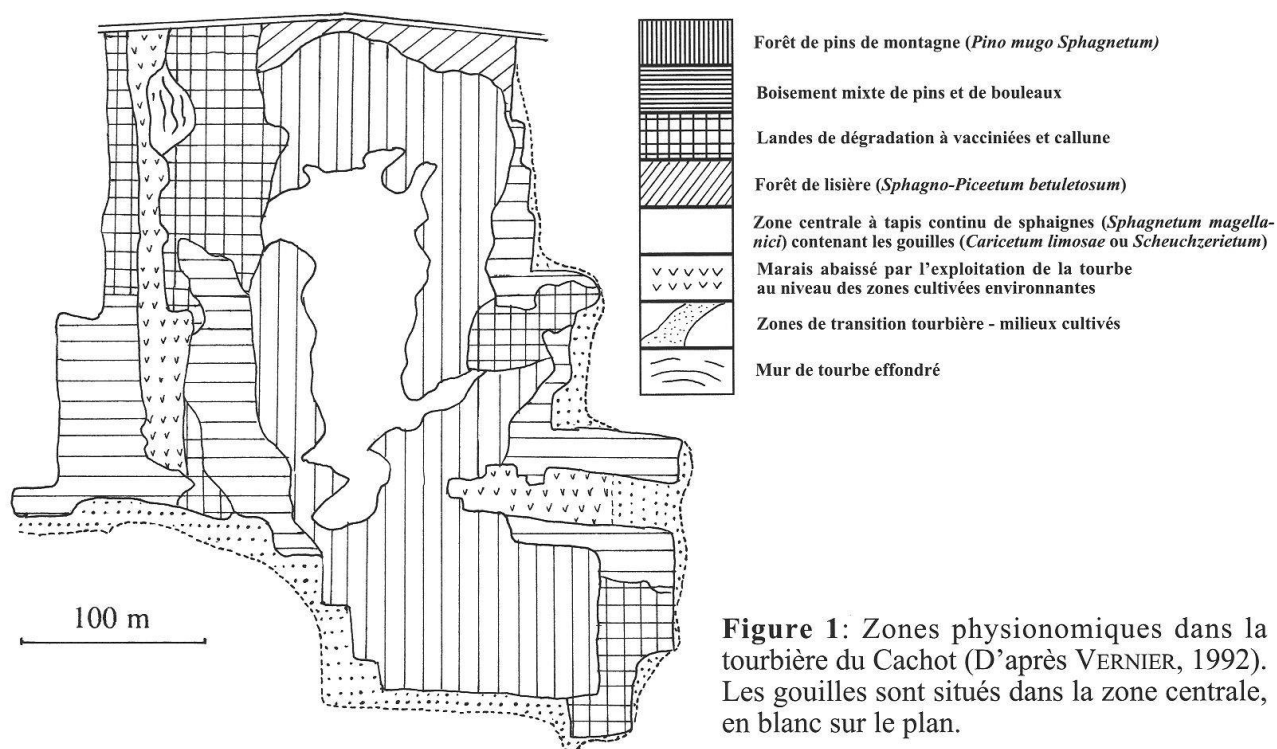 Forêt de pins de montagne (Pino mugo Sphagnetum)
Boisement mixte de pins et de bouleaux
Landes de dégradation à vacciniées et callune
Forêt de lisière (Sphagno-Piceetum betuletosum)
Zone centrale à tapis continu de sphaignes (Sphagnetum magella-
nici) contenant les gouilles (Caricetum limosae ou Scheuchzerietum)
Marais abaissé par l'exploitation de la tourbe
au niveau des zones cultivées environnantes
Zones de transition tourbière - milieux cultivés
Mur de tourbe effondré
100 m
Figure 1: Zones physionomiques dans la
tourbière du Cachot (D'après VERNIER, 1992).
Les gouilles sont situés dans la zone centrale,
en blanc sur le plan.